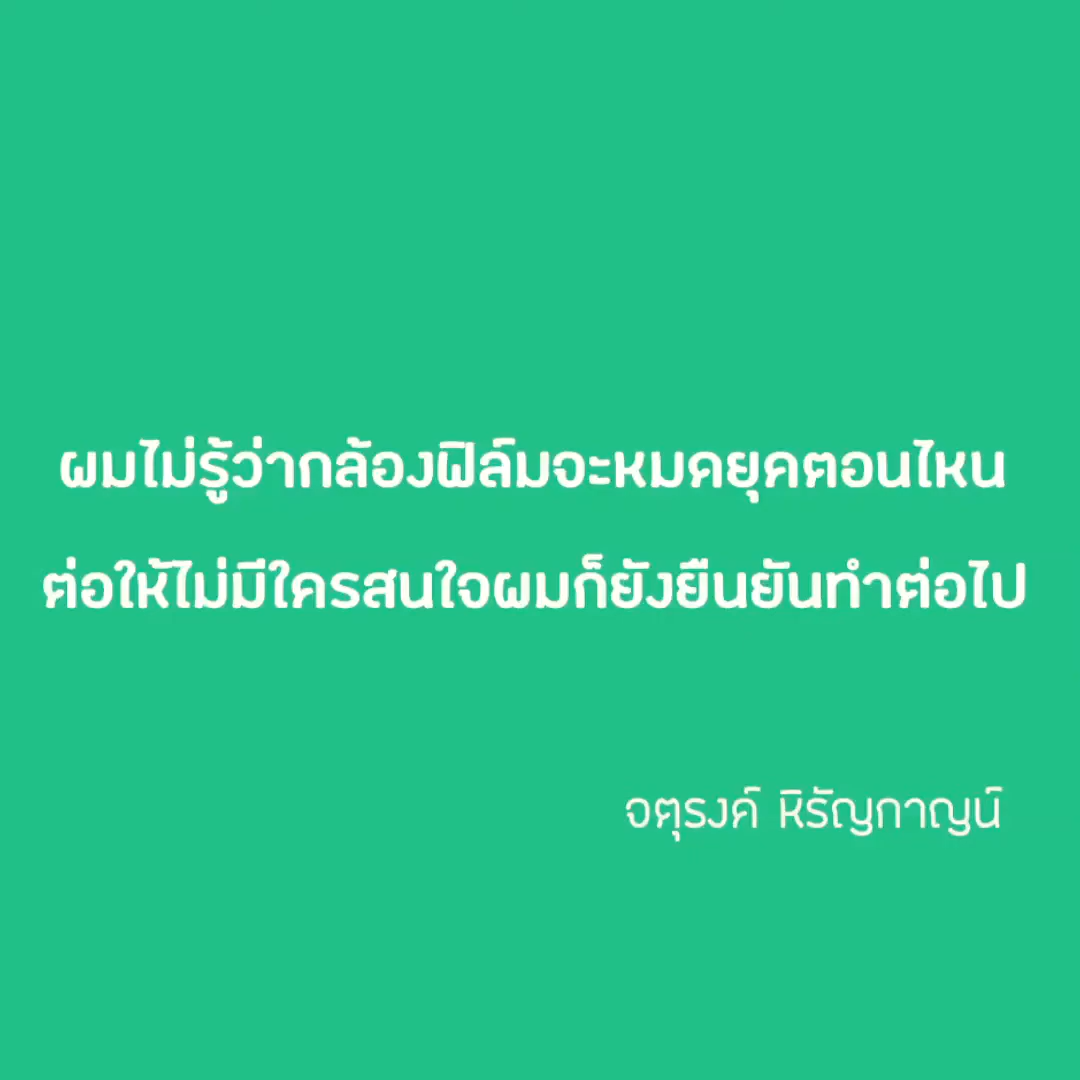 ผมไม่รู้ว่ากล้องฟิล์มจะหมดยุคตอนไหน
ต่อให้ไม่มีใครสนใจผมก็ยังยืนยันทำต่อไป
จตุรงค์ หิรัญกาญน์